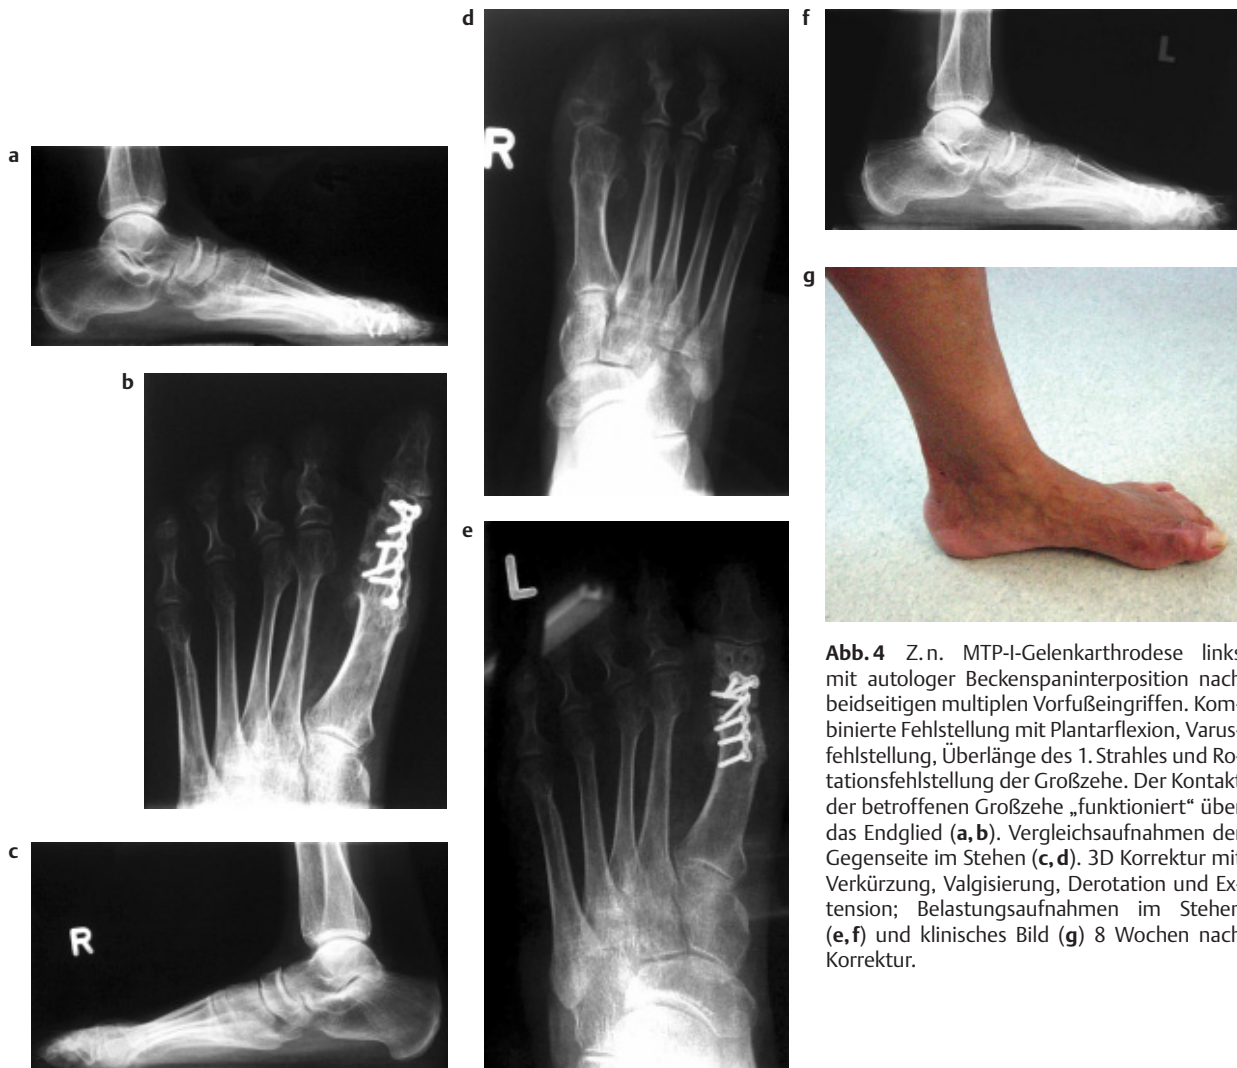 d
f
L
a
R
g
b
e
L
Abb. 4 Z. n. MTP-I-Gelenkarthrodese links
mit autologer Beckenspaninterposition nach
beidseitigen multiplen Vorfußeingriffen. Kom-
binierte Fehlstellung mit Plantarflexion, Varus-
fehlstellung, Überlänge des 1. Strahles und Ro-
tationsfehlstellung der Großzehe. Der Kontakt
der betroffenen Großzehe „funktioniert“ über
das Endglied (a, b). Vergleichsaufnahmen der
Gegenseite im Stehen (c, d). 3D Korrektur mit
Verkürzung, Valgisierung, Derotation und Ex-
tension; Belastungsaufnahmen im Stehen
(e, f) und klinisches Bild (g) 8 Wochen nach
Korrektur.
c
R